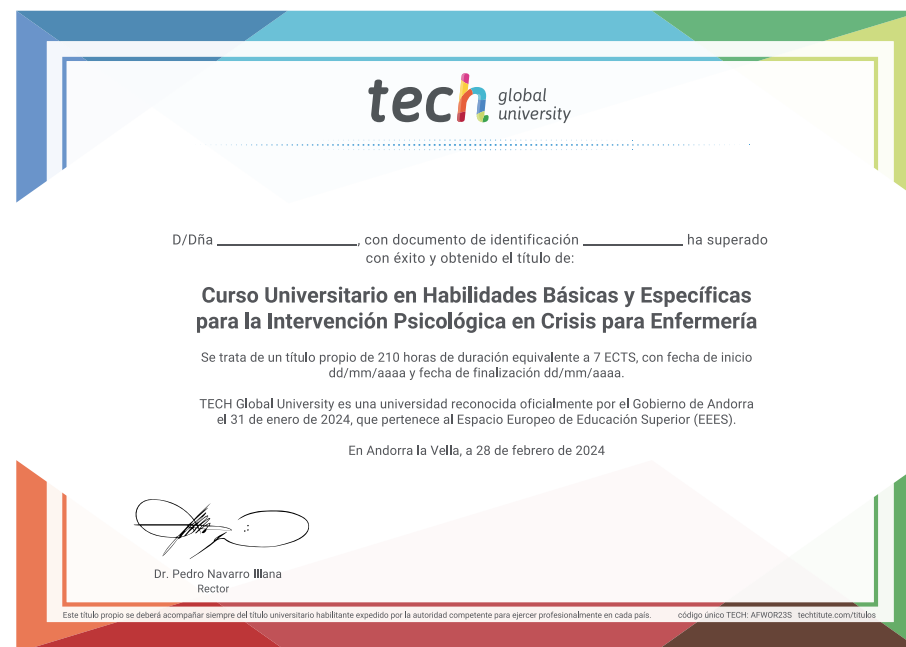 tech global university
D/Dña ______________, con documento de identificación __________ ha superado
con éxito y obtenido el título de:
Curso Universitario en Habilidades Básicas y Específicas
para la Intervención Psicológica en Crisis para Enfermería
Se trata de un título propio de 210 horas de duración equivalente a 7 ECTS, con fecha de inicio
dd/mm/aaaa y fecha de finalización dd/mm/aaaa.
TECH Global University es una universidad reconocida oficialmente por el Gobierno de Andorra
el 31 de enero de 2024, que pertenece al Espacio Europeo de Educación Superior (EEES).
En Andorra la Vella, a 28 de febrero de 2024
Dr. Pedro Navarro Illana
Rector
Este título propio se deberá acompañar siempre del título universitario habilitante expedido por la autoridad competente para ejercer profesionalmente en cada país. código único TECH: AFWOR23S techtitute.com/titulos